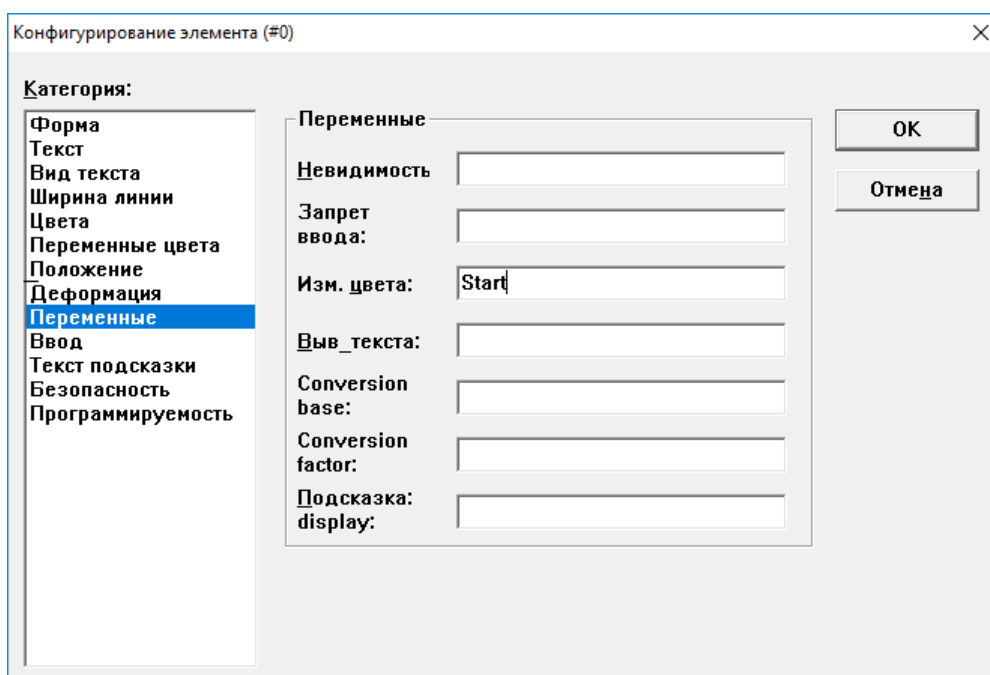 Конфигурирование элемента (#0)
Категория:
Форма
Текст
Вид текста
Ширина линии
Цвета
Переменные цвета
Положение
Деформация
Переменные
Ввод
Текст подсказки
Безопасность
Программируемость
Переменные
Невидимость
Запрет
ввода:
Изм. цвета:
Start
Выв_текста:
Conversion
base:
Conversion
factor:
Подсказка:
display:
OK
Отмена